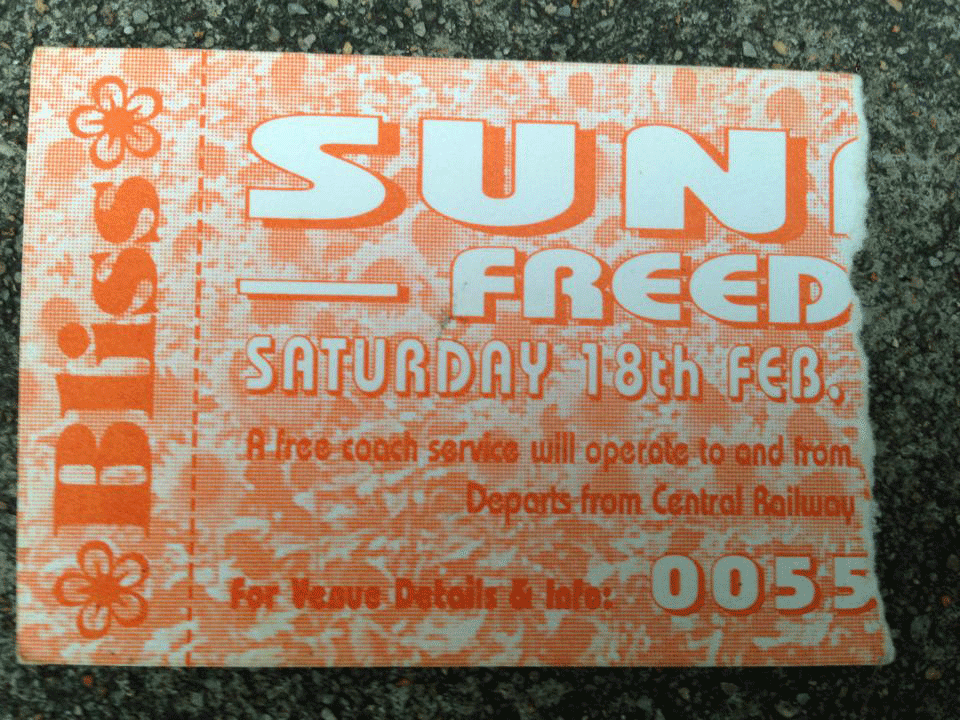 Bliss
SUN
FREED
SATURDAY 18th FEB.
A free coach service will operate to and from
Departs from Central Railway
For Venue Details & Info: 0055